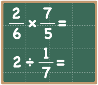 2/6 × 7/5 =
2 ÷ 1/7 =